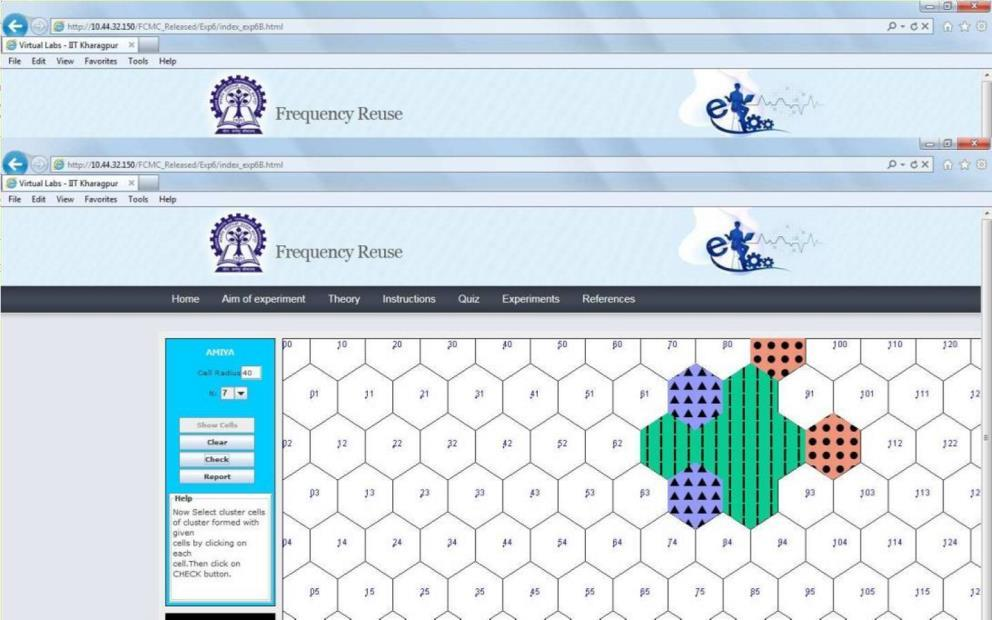 http://10.44.32.150/FCMC_Released/Exp6/index_exp6B.html
Virtual Labs - IIT Kharagpur
File Edit View Favorites Tools Help
Frequency Reuse
http://10.44.32.150/FCMC_Released/Exp6/index_exp6B.html
Virtual Labs - IIT Kharagpur
File Edit View Favorites Tools Help
Frequency Reuse
Home Aim of experiment Theory Instructions Quiz Experiments References
AMIYA
Cell Radius 40
N: 7
Show Cells
Clear
Check
Report
Help
Now Select cluster cells
of cluster formed with
given
cells by clicking on
each
cell.Then click on
CHECK button.
00 10 20 30 40 50 60 70 80 100 110 120
01 11 21 31 41 51 61 91 101 111
02 12 22 32 42 52 62 112 122
03 13 23 33 43 53 63 93 103 113
04 14 24 34 44 54 64 74 84 94 104 114 124
05 15 25 35 45 55 65 75 85 95 105 115